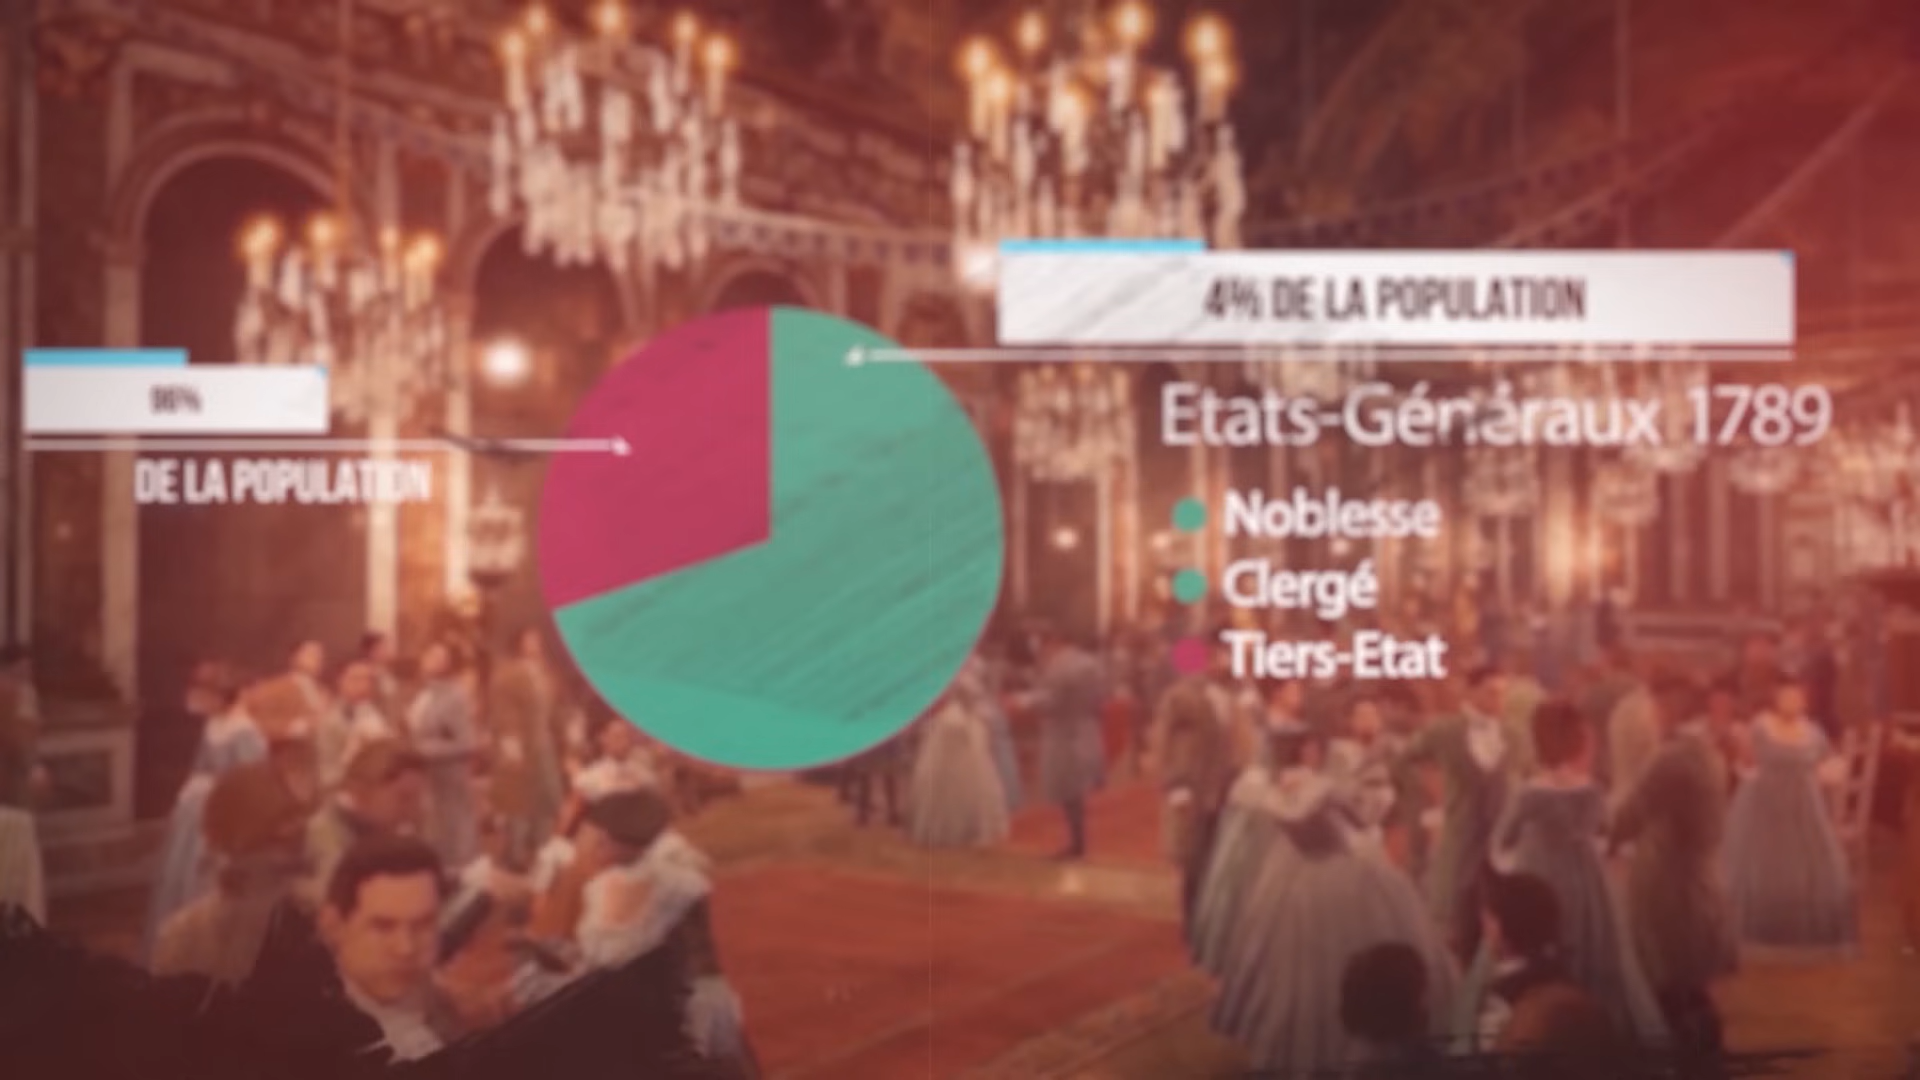 4% DE LA POPULATION
96%
DE LA POPULATION
Etats-Généraux 1789
Noblesse
Clergé
Tiers-Etat